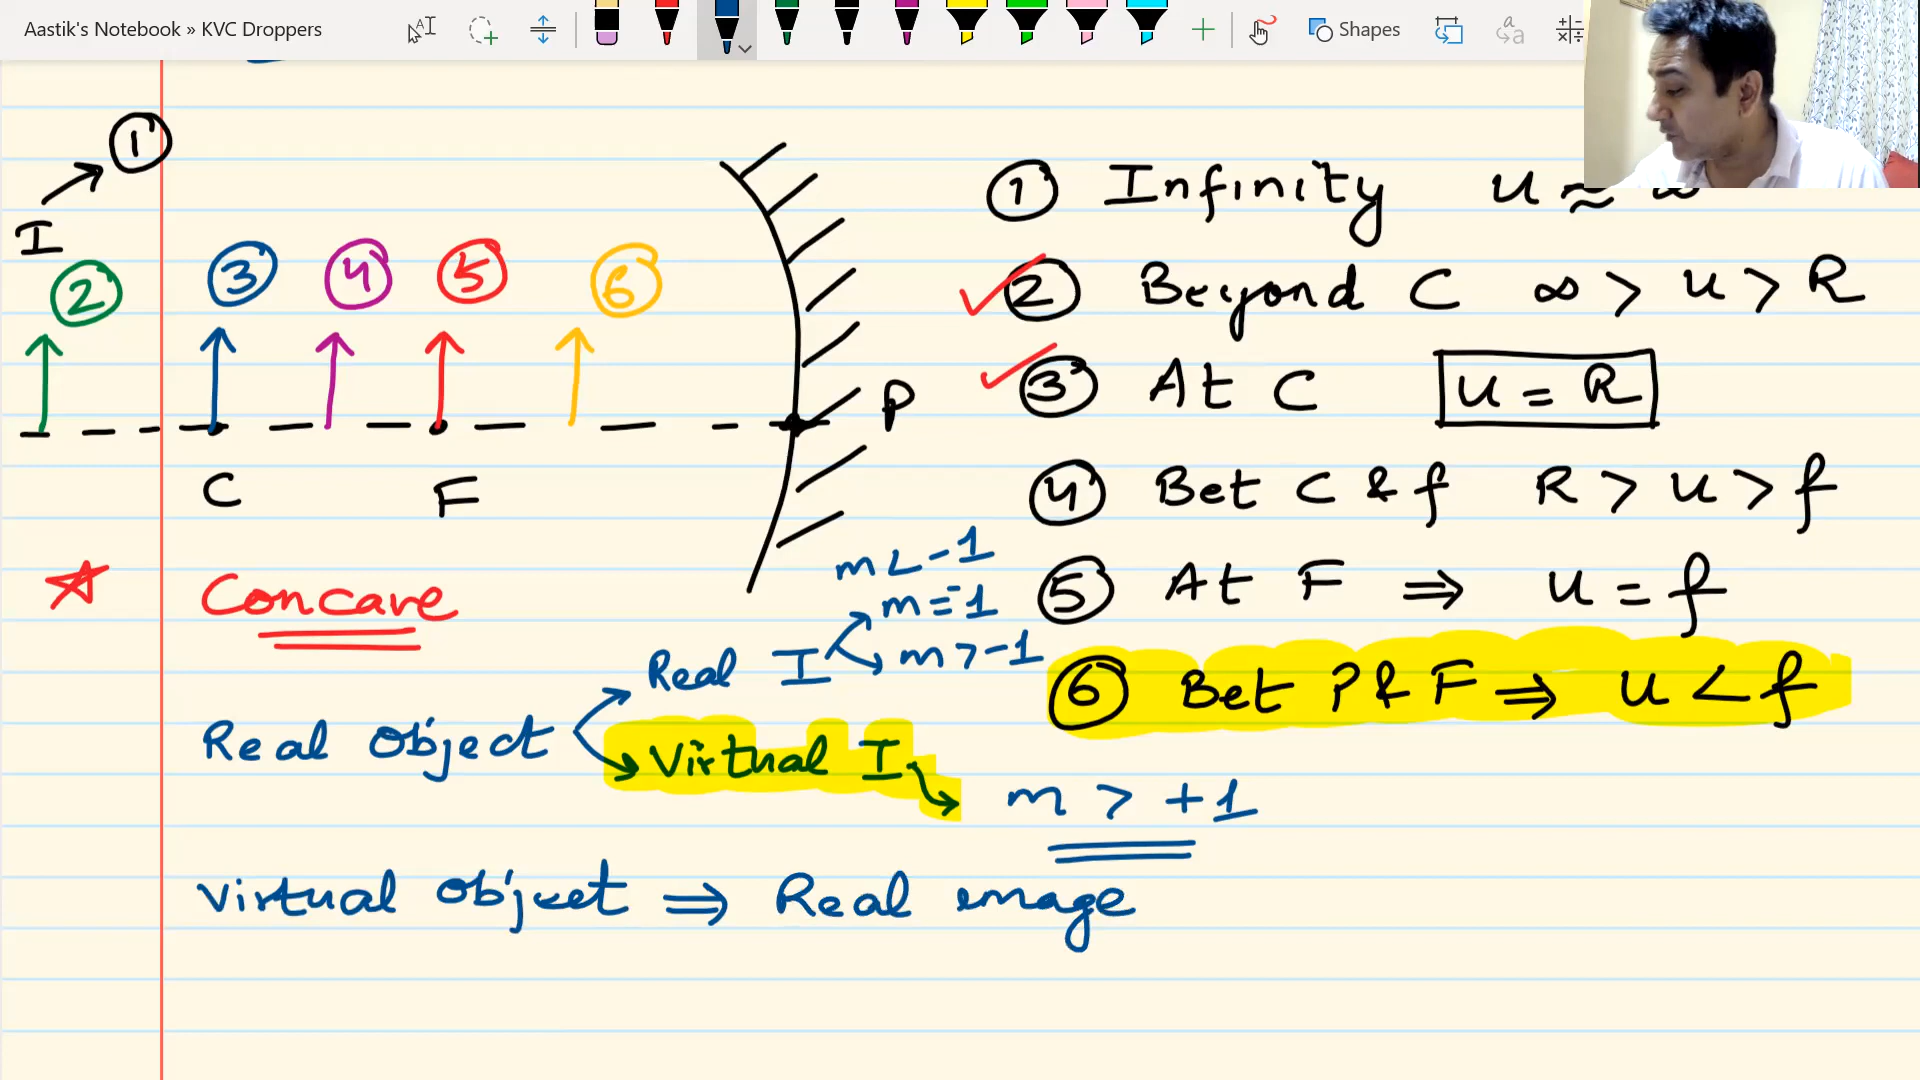 Aastik's Notebook » KVC Droppers
Shapes
1
I
2
3
4
5
6
P
C
F
1 Infinity u ≈ ∞
2 Beyond C ∞ > u > R
3 At C u = R
4 Bet C & f R > u > f
5 At F ⇒ u = f
6 Bet P & F ⇒ u < f
Concave
m < -1
m = -1
Real I m > -1
Real Object
Virtual I
m > +1
Virtual Object ⇒ Real image